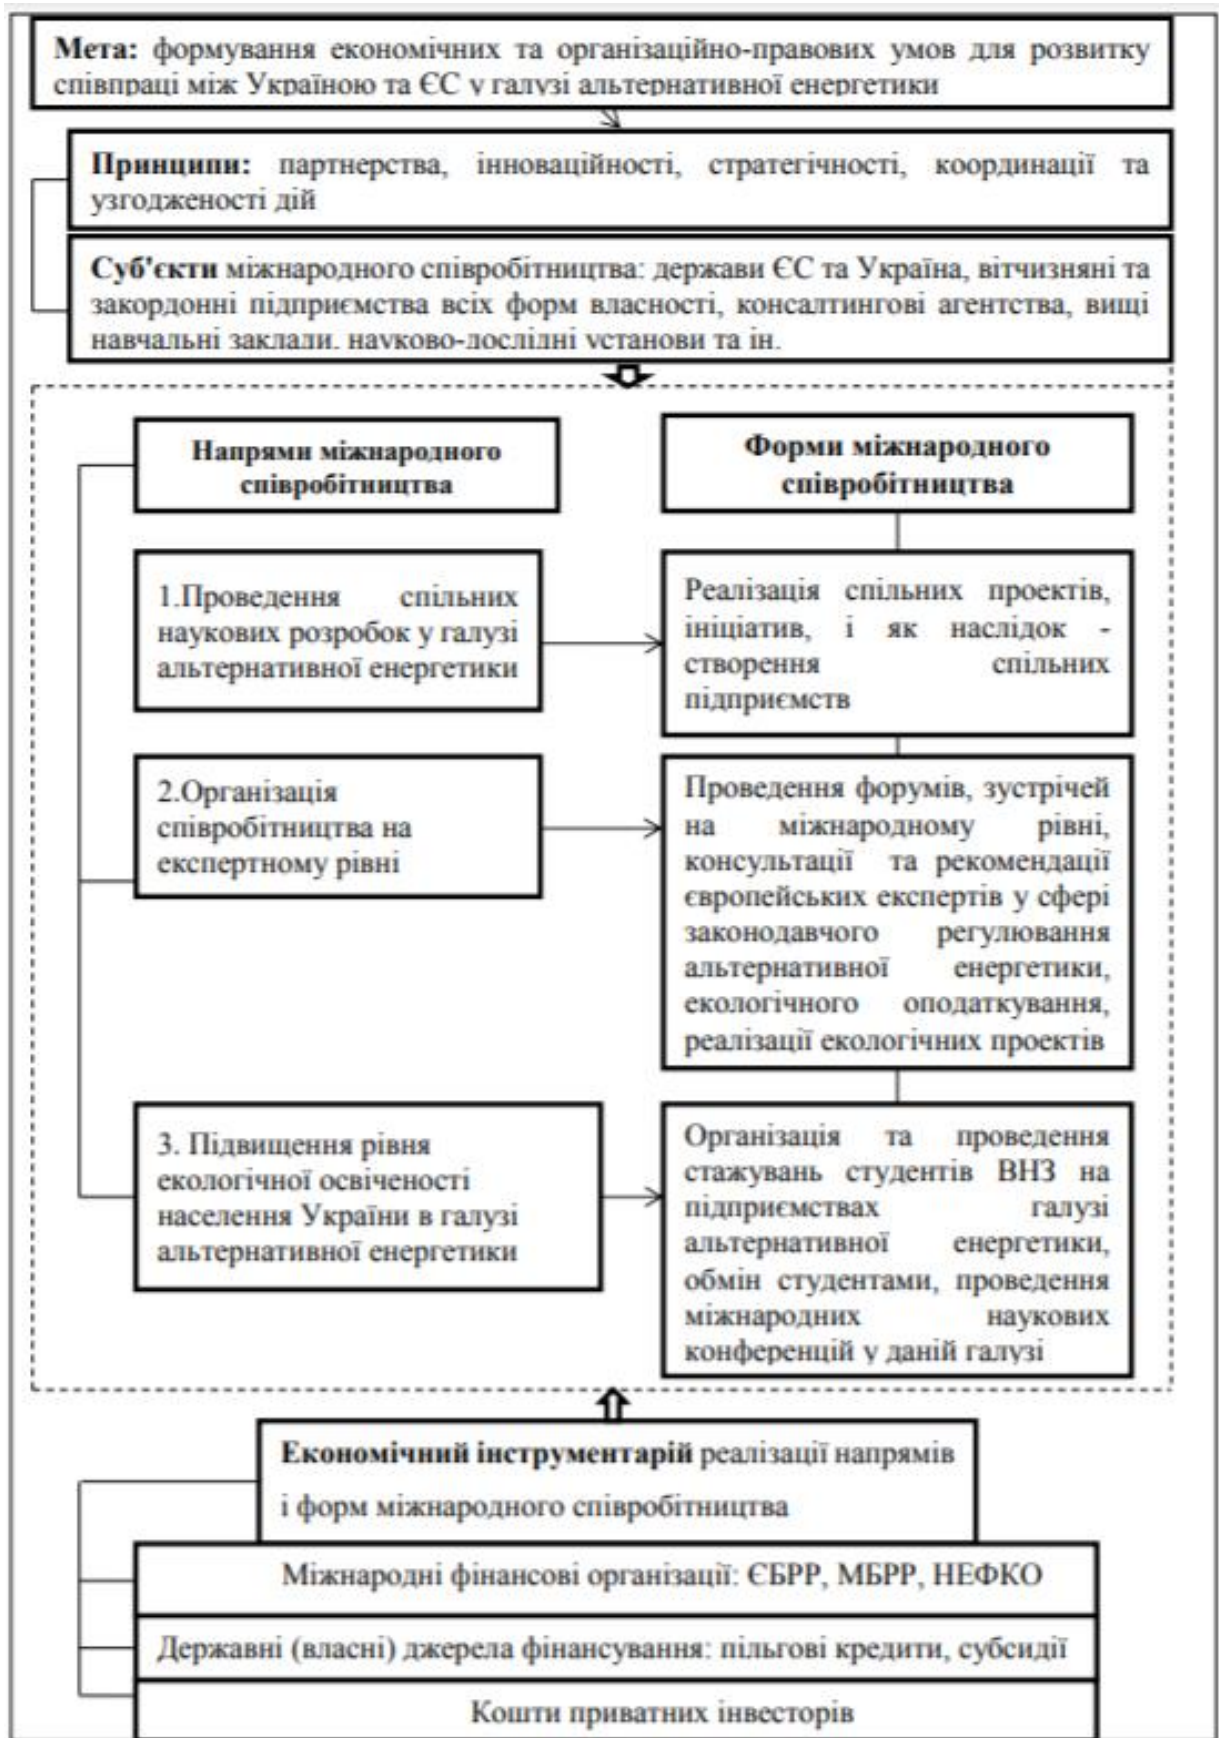 Мета: формування економічних та організаційно-правових умов для розвитку
співпраці між Україною та ЄС у галузі альтернативної енергетики
Принципи: партнерства, інноваційності, стратегічності, координації та
узгодженості дій
Суб'єкти міжнародного співробітництва: держави ЄС та Україна, вітчизняні та
закордонні підприємства всіх форм власності, консалтингові агентства, вищі
навчальні заклади, науково-дослідні установи та ін.
Напрями міжнародного
співробітництва
Форми міжнародного
співробітництва
1.Проведення спільних
наукових розробок у галузі
альтернативної енергетики
Реалізація спільних проектів,
ініціатив, і як наслідок -
створення спільних
підприємств
2.Організація
співробітництва на
експертному рівні
Проведення форумів, зустрічей
на міжнародному рівні,
консультації та рекомендації
європейських експертів у сфері
законодавчого регулювання
альтернативної енергетики,
екологічного оподаткування,
реалізації екологічних проектів
3. Підвищення рівня
екологічної освіченості
населення України в галузі
альтернативної енергетики
Організація та проведення
стажувань студентів ВНЗ на
підприємствах галузі
альтернативної енергетики,
обмін студентами, проведення
міжнародних наукових
конференцій у даній галузі
Економічний інструментарій реалізації напрямів
і форм міжнародного співробітництва
Міжнародні фінансові організації: ЄБРР, МБРР, НЕФКО
Державні (власні) джерела фінансування: пільгові кредити, субсидії
Кошти приватних інвесторів